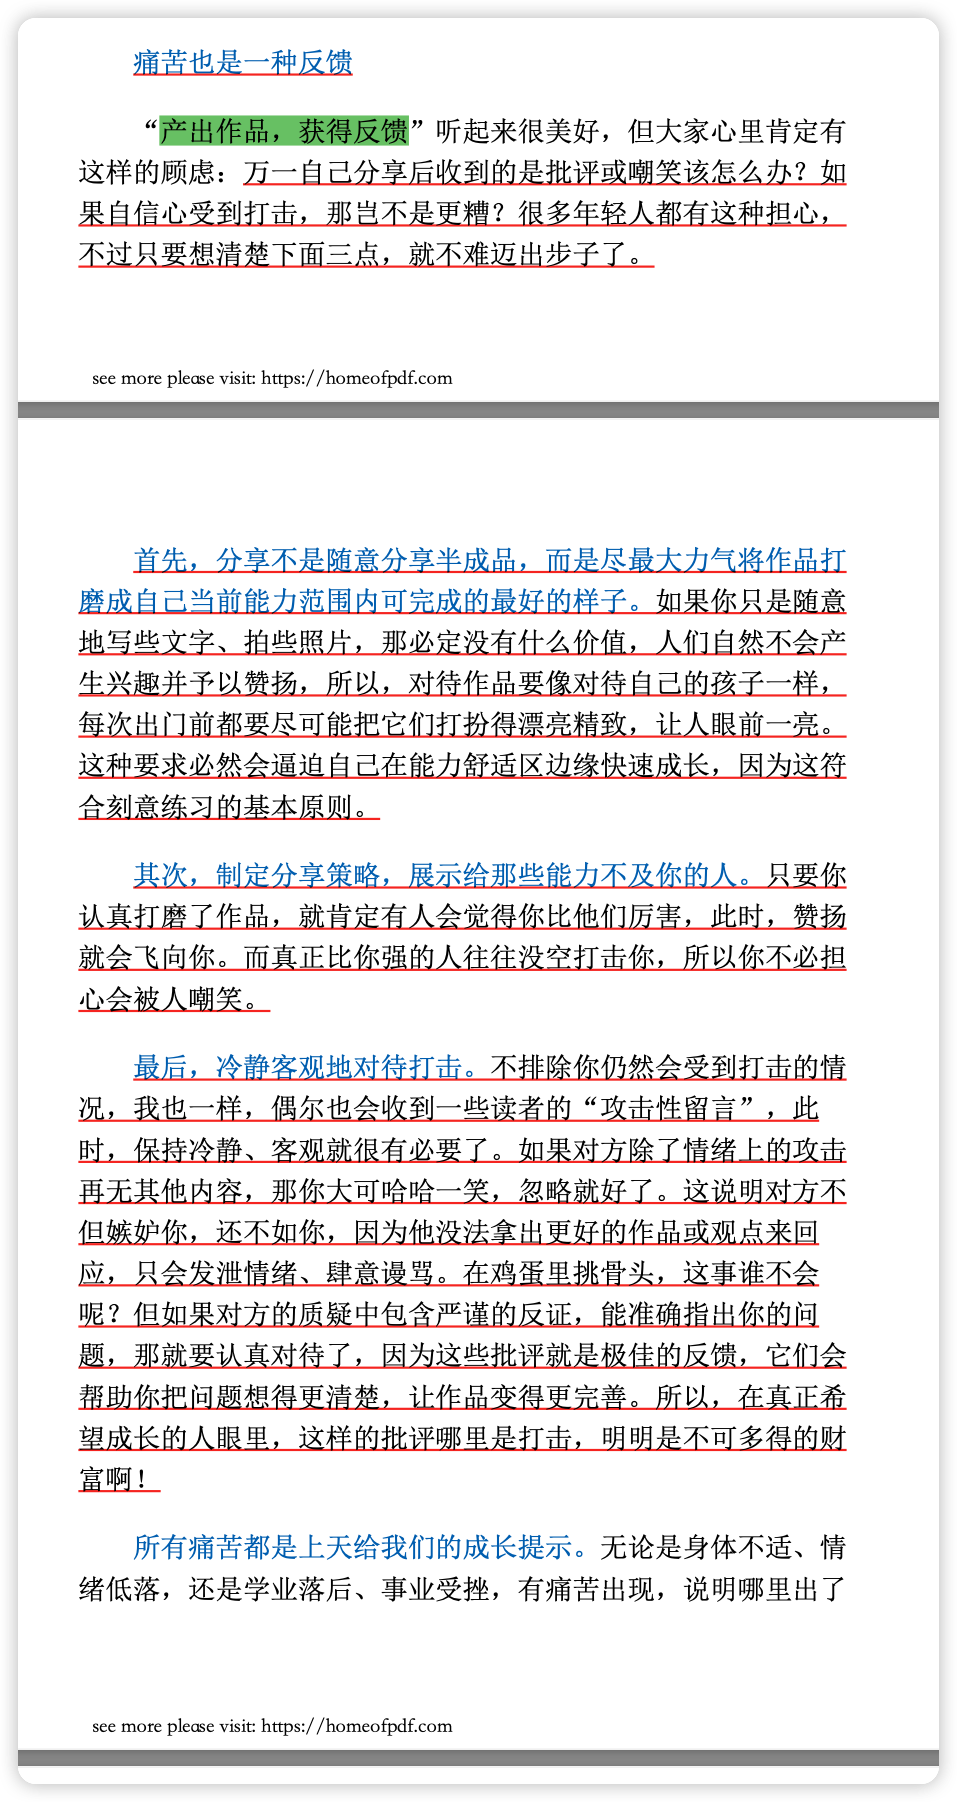 痛苦也是一种反馈
“产出作品，获得反馈”听起来很美好，但大家心里肯定有
这样的顾虑：万一自己分享后收到的是批评或嘲笑该怎么办？如
果自信心受到打击，那岂不是更糟？很多年轻人都有这种担心，
不过只要想清楚下面三点，就不难迈出步子了。
see more please visit: https://homeofpdf.com
首先，分享不是随意分享半成品，而是尽最大力气将作品打
磨成自己当前能力范围内可完成的最好的样子。如果你只是随意
地写些文字、拍些照片，那必定没有什么价值，人们自然不会产
生兴趣并予以赞扬，所以，对待作品要像对待自己的孩子一样，
每次出门前都要尽可能把它们打扮得漂亮精致，让人眼前一亮。
这种要求必然会逼迫自己在能力舒适区边缘快速成长，因为这符
合刻意练习的基本原则。
其次，制定分享策略，展示给那些能力不及你的人。只要你
认真打磨了作品，就肯定有人会觉得你比他们厉害，此时，赞扬
就会飞向你。而真正比你强的人往往没空打击你，所以你不必担
心会被人嘲笑。
最后，冷静客观地对待打击。不排除你仍然会受到打击的情
况，我也一样，偶尔也会收到一些读者的“攻击性留言”，此
时，保持冷静、客观就很有必要了。如果对方除了情绪上的攻击
再无其他内容，那你大可哈哈一笑，忽略就好了。这说明对方不
但嫉妒你，还不如你，因为他没法拿出更好的作品或观点来回
应，只会发泄情绪、肆意谩骂。在鸡蛋里挑骨头，这事谁不会
呢？但如果对方的质疑中包含严谨的反证，能准确指出你的问
题，那就要认真对待了，因为这些批评就是极佳的反馈，它们会
帮助你把问题想得更清楚，让作品变得更完善。所以，在真正希
望成长的人眼里，这样的批评哪里是打击，明明是不可多得的财
富啊！
所有痛苦都是上天给我们的成长提示。无论是身体不适、情
绪低落，还是学业落后、事业受挫，有痛苦出现，说明哪里出了
see more please visit: https://homeofpdf.com